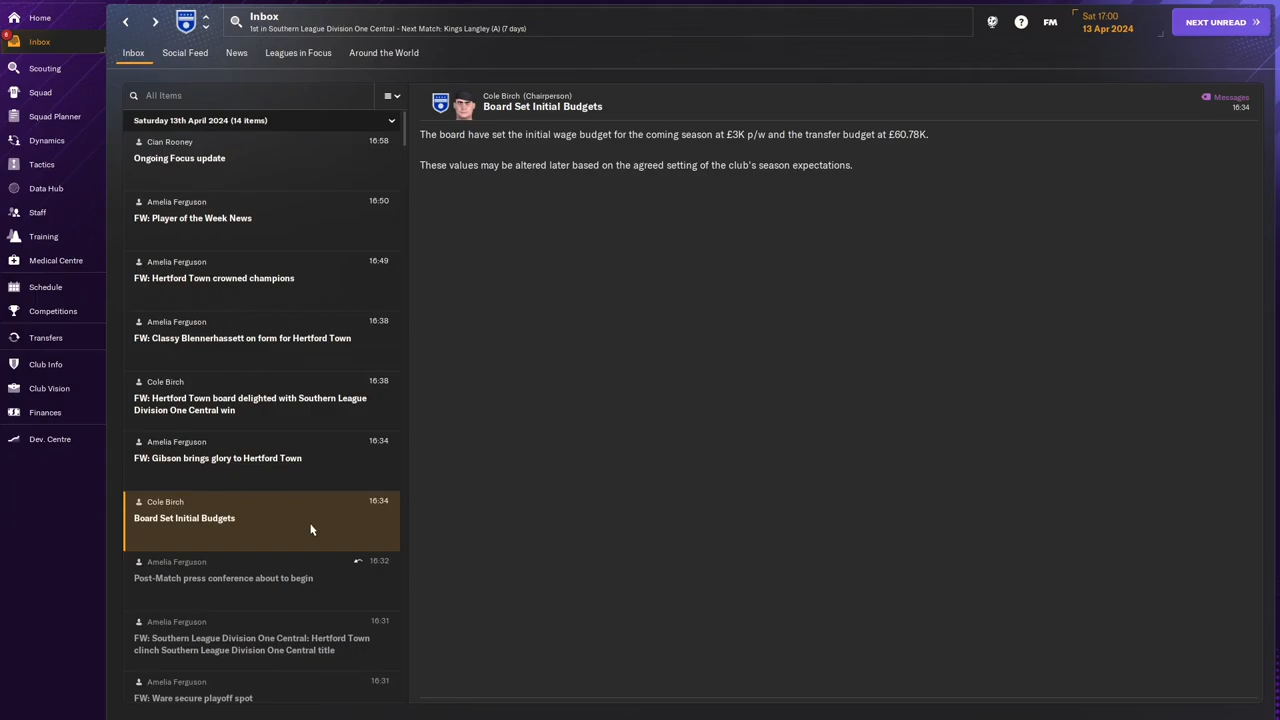 Home
6
Inbox
Scouting
Squad
Squad Planner
Dynamics
Tactics
Data Hub
Staff
Training
Medical Centre
Schedule
Competitions
Transfers
Club Info
Club Vision
Finances
Dev. Centre
Inbox
1st in Southern League Division One Central - Next Match: Kings Langley (A) (7 days)
FM
Sat 17:00
13 Apr 2024
NEXT UNREAD
Inbox
Social Feed
News
Leagues in Focus
Around the World
All Items
Saturday 13th April 2024 (14 items)
Cian Rooney 16:58
Ongoing Focus update
Amelia Ferguson 16:50
FW: Player of the Week News
Amelia Ferguson 16:49
FW: Hertford Town crowned champions
Amelia Ferguson 16:38
FW: Classy Blennerhassett on form for Hertford Town
Cole Birch 16:38
FW: Hertford Town board delighted with Southern League
Division One Central win
Amelia Ferguson 16:34
FW: Gibson brings glory to Hertford Town
Cole Birch 16:34
Board Set Initial Budgets
Amelia Ferguson 16:32
Post-Match press conference about to begin
Amelia Ferguson 16:31
FW: Southern League Division One Central: Hertford Town
clinch Southern League Division One Central title
Amelia Ferguson 16:31
FW: Ware secure playoff spot
Cole Birch (Chairperson)
Board Set Initial Budgets
Messages
16:34
The board have set the initial wage budget for the coming season at £3K p/w and the transfer budget at £60.78K.
These values may be altered later based on the agreed setting of the club's season expectations.